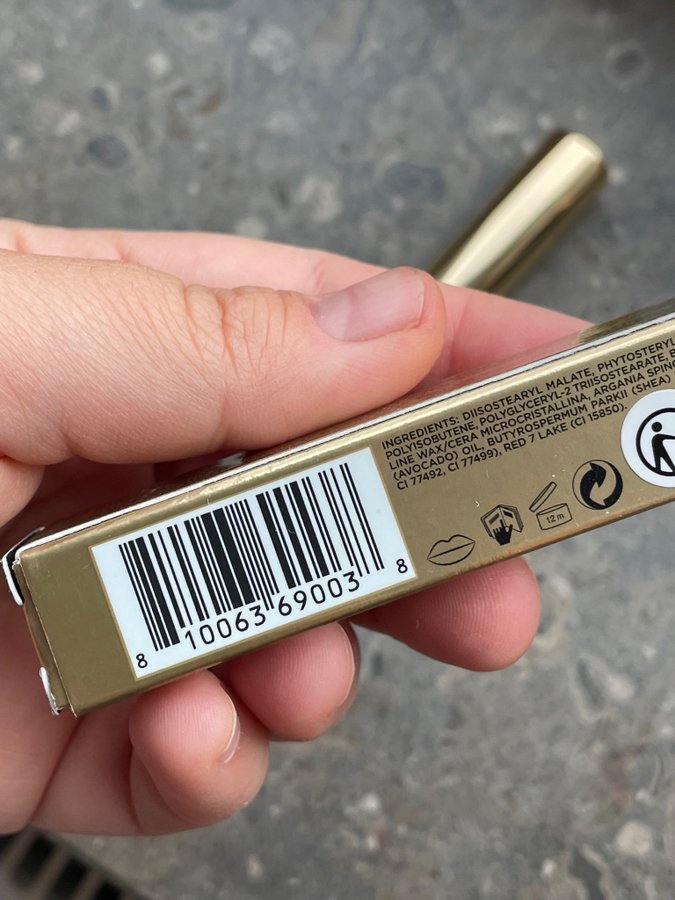 INGREDIENTS: DIISOSTEARYL MALATE, PHYTOSTERYL
POLYISOBUTENE, POLYGLYCERYL-2 TRIISOSTEARATE,
LINE WAX/CERA MICROCRISTALLINA, ARGANIA
(AVOCADO) OIL, BUTYROSPERMUM PARKII (SHEA)
CI 77492, CI 77499), RED 7 LAKE (CI 15850).
12 m
8 10063 69003 8